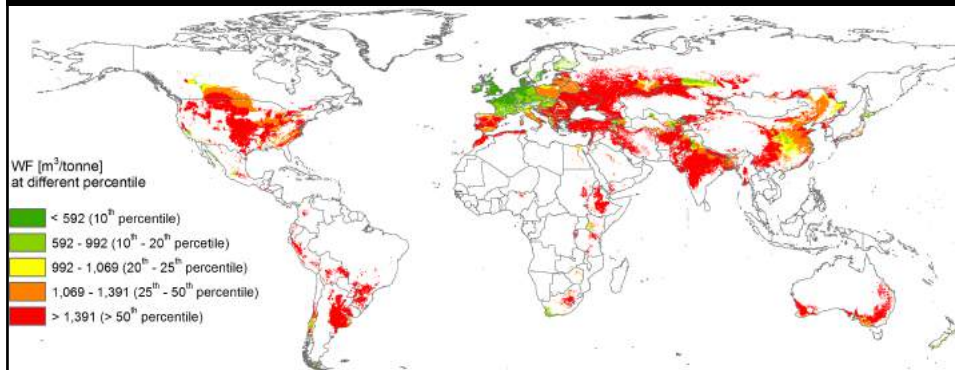 WF [m³/tonne]
at different percentile
< 592 (10th percentile)
592 - 992 (10th - 20th percetile)
992 - 1,069 (20th - 25th percentile)
1,069 - 1,391 (25th - 50th percentile)
> 1,391 (> 50th percentile)